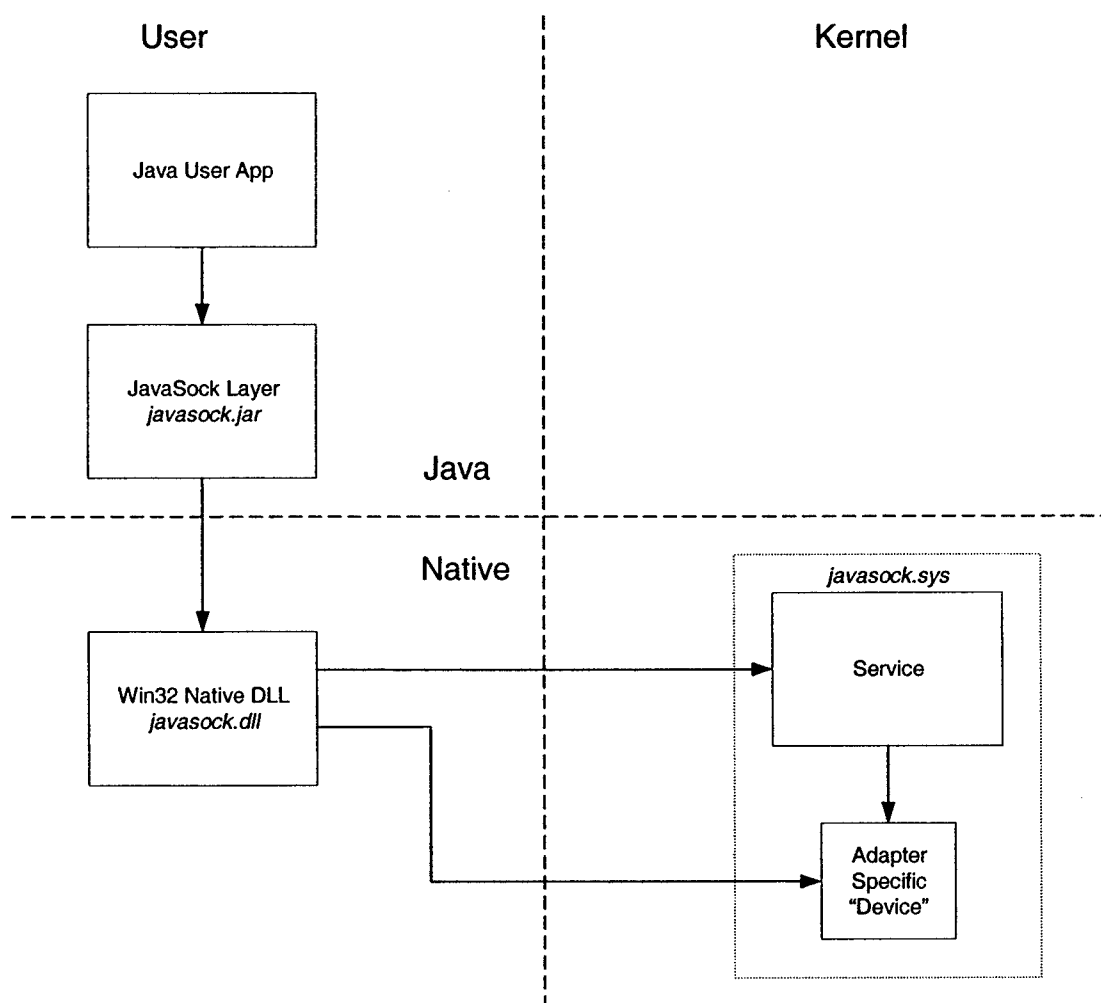 User
Kernel
Java User App
JavaSock Layer
javasock.jar
Java
Native
javasock.sys
Service
Win32 Native DLL
javasock.dll
Adapter
Specific
“Device”